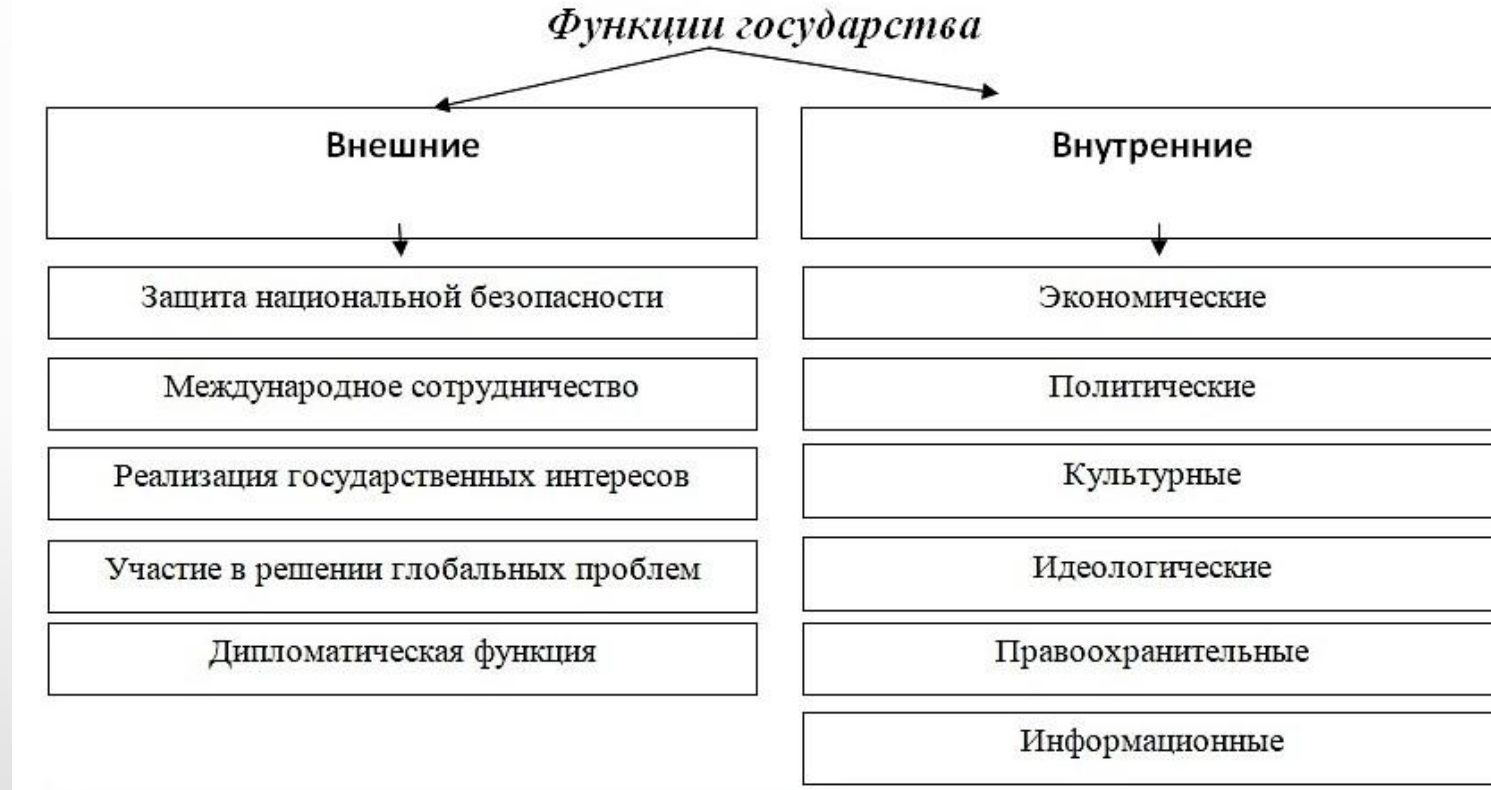 Функции государства
Внешние
Защита национальной безопасности
Международное сотрудничество
Реализация государственных интересов
Участие в решении глобальных проблем
Дипломатическая функция
Внутренние
Экономические
Политические
Культурные
Идеологические
Правоохранительные
Информационные